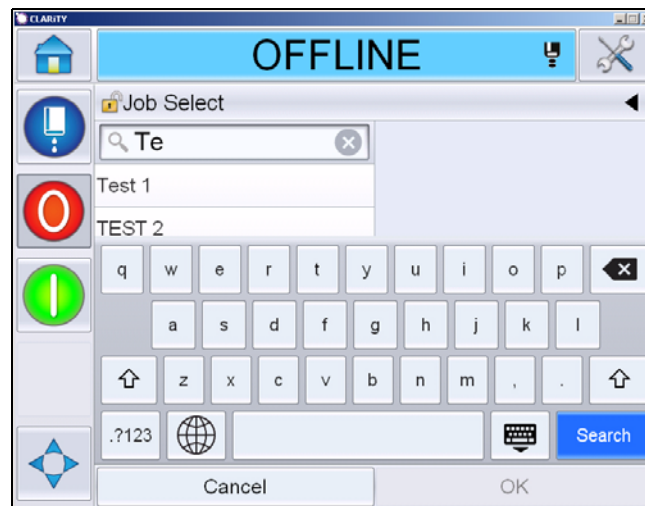 CLARiTY
OFFLINE
Job Select
Te
Test 1
TEST 2
q w e r t y u i o p
a s d f g h j k l
z x c v b n m , .
.?123 Search
Cancel OK